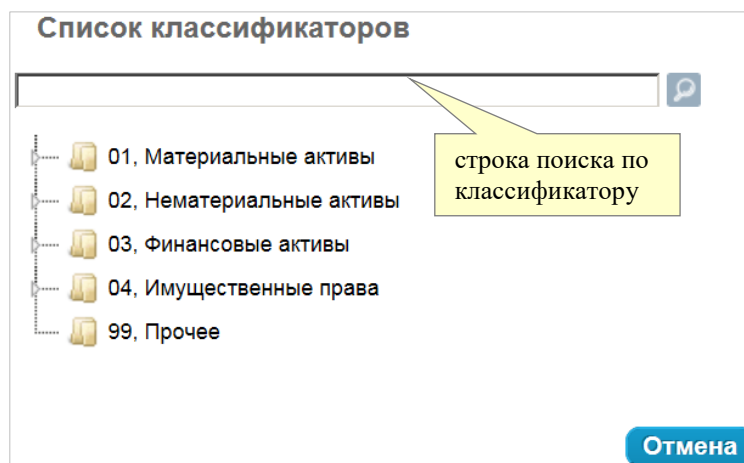 Список классификаторов
строка поиска по
классификатору
01, Материальные активы
02, Нематериальные активы
03, Финансовые активы
04, Имущественные права
99, Прочее
Отмена